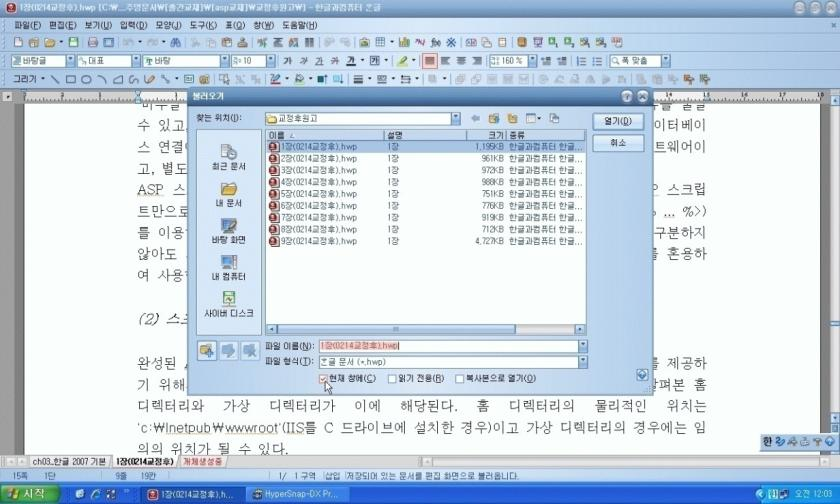 1장(0214교정후),hwp [C:₩...주영문서₩[출간교재]₩[asp교재]₩교정후원고₩] - 한글과컴퓨터 ᄒᆞᆫ글
파일(F) 편집(E) 보기(U) 입력(D) 모양(J) 도구(K) 표(Q) 창(W) 도움말(H)
바탕글 대표 바탕 10 160 % 폭 맞춤
그리기
불러오기
찾는 위치(I): 교정후원고 열기(D)
취소
이름 설명 크기 종류
1장(0214교정후),hwp 1장 1,195KB 한글과컴퓨터 한글...
2장(0214교정후),hwp 1장 961KB 한글과컴퓨터 한글...
3장(0214교정후),hwp 1장 972KB 한글과컴퓨터 한글...
4장(0214교정후),hwp 1장 988KB 한글과컴퓨터 한글...
5장(0214교정후),hwp 1장 751KB 한글과컴퓨터 한글...
6장(0214교정후),hwp 1장 776KB 한글과컴퓨터 한글...
7장(0214교정후),hwp 1장 919KB 한글과컴퓨터 한글...
8장(0214교정후),hwp 1장 712KB 한글과컴퓨터 한글...
9장(0214교정후),hwp 1장 4,727KB 한글과컴퓨터 한글...
최근 문서
내 문서
바탕 화면
내 컴퓨터
사이버 디스크
파일 이름(N): 1장(0214교정후),hwp
파일 형식(T): ᄒᆞᆫ글 문서 (*,hwp)
현재 창에(C) 읽기 전용(R) 복사본으로 열기(O)
수 있고, 이터베이
스 연결이 트웨어이
고, 별도
ASP 스 스크립
트만으로 % ... %>)
를 이용 구분하지
않아도 를 혼용하
여 사용
(2) 스
완성된 를 제공하
기 위해 살펴본 홈
디렉터리와 가상 디렉터리가 이에 해당된다. 홈 디렉터리의 물리적인 위치는
'c:₩Inetpub₩wwwroot'(IIS를 C 드라이브에 설치한 경우)이고 가상 디렉터리의 경우에는 임
의의 위치가 될 수 있다.
ch03_한글 2007 기본 1장(0214교정후) 개체생성중
15쪽 1단 9줄 19칸 1/ 1 구역 삽입 저장되어 있는 문서를 편집 화면으로 불러옵니다.
한
시작 1장(0214교정후),h... HyperSnap-DX Pr... 오전 12:03